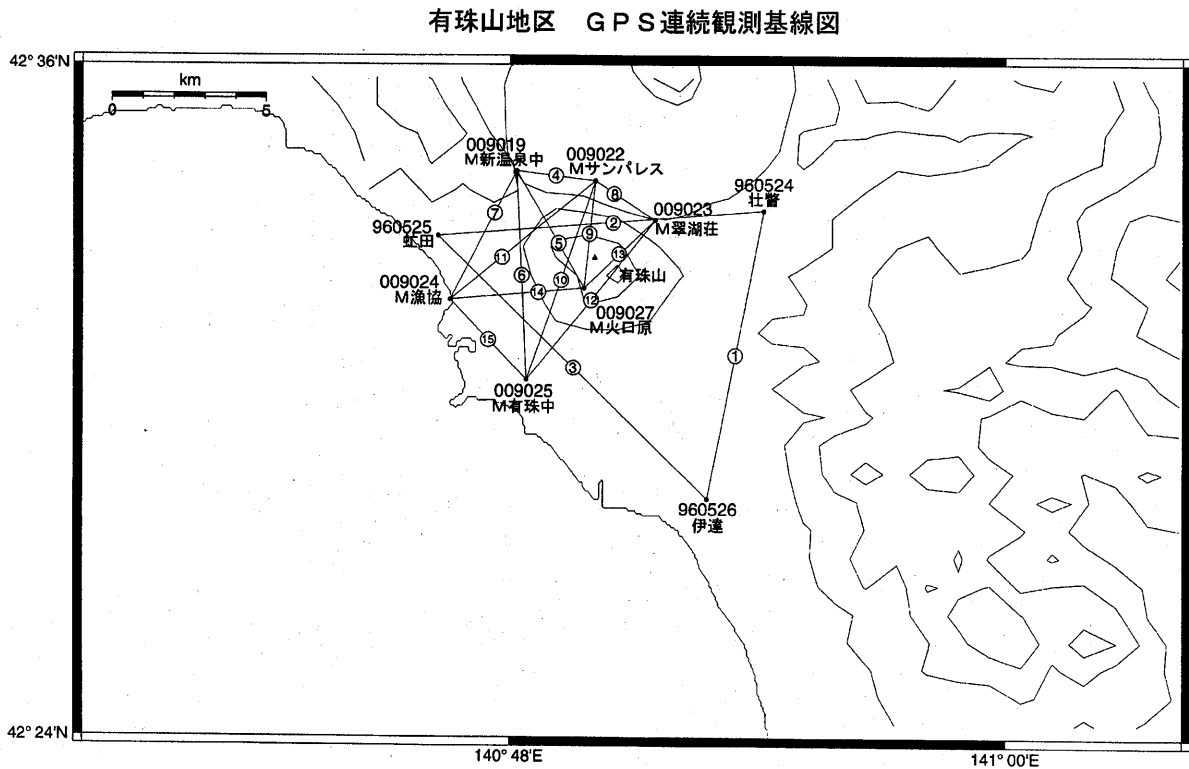 有珠山地区　ＧＰＳ連続観測基線図
42° 36'N
km
0
5
009019
M新温泉中
009022
Mサンパレス
④
⑧
960524
壮瞥
009023
M翠湖荘
⑦
②
960525
虻田
⑨
⑤
⑬
⑪
有珠山
009024
M漁協
⑥
⑩
⑭
⑫
009027
M火口原
⑮
①
③
009025
M有珠中
960526
伊達
42° 24'N
140° 48'E
141° 00'E